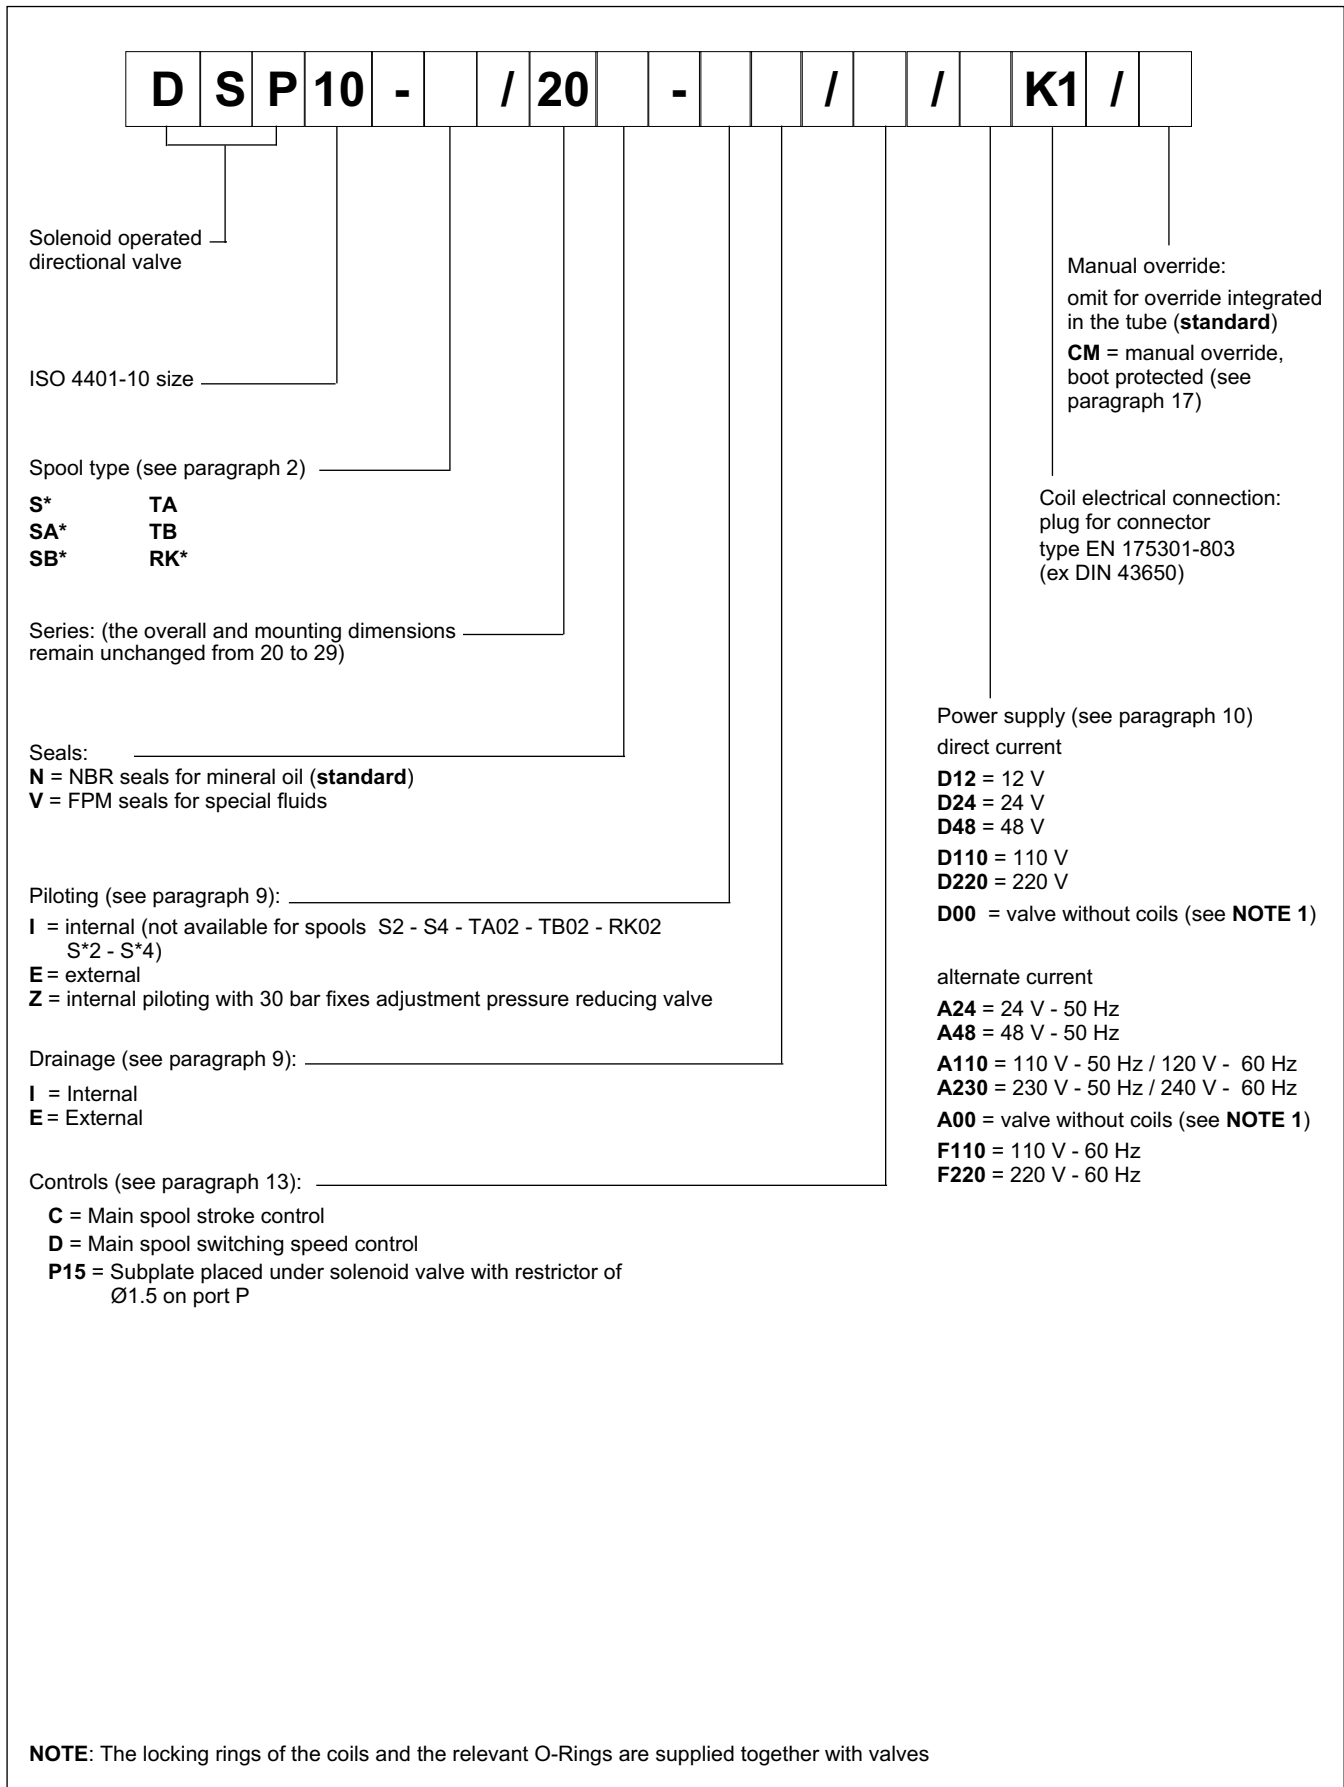 D S P 10 - / 20 - / / K1 /
Solenoid operated
directional valve
ISO 4401-10 size
Spool type (see paragraph 2)
S* TA
SA* TB
SB* RK*
Series: (the overall and mounting dimensions
remain unchanged from 20 to 29)
Seals:
N = NBR seals for mineral oil (standard)
V = FPM seals for special fluids
Piloting (see paragraph 9):
I = internal (not available for spools S2 - S4 - TA02 - TB02 - RK02
S*2 - S*4)
E = external
Z = internal piloting with 30 bar fixes adjustment pressure reducing valve
Drainage (see paragraph 9):
I = Internal
E = External
Controls (see paragraph 13):
C = Main spool stroke control
D = Main spool switching speed control
P15 = Subplate placed under solenoid valve with restrictor of
Ø1.5 on port P
Manual override:
omit for override integrated
in the tube (standard)
CM = manual override,
boot protected (see
paragraph 17)
Coil electrical connection:
plug for connector
type EN 175301-803
(ex DIN 43650)
Power supply (see paragraph 10)
direct current
D12 = 12 V
D24 = 24 V
D48 = 48 V
D110 = 110 V
D220 = 220 V
D00 = valve without coils (see NOTE 1)
alternate current
A24 = 24 V - 50 Hz
A48 = 48 V - 50 Hz
A110 = 110 V - 50 Hz / 120 V - 60 Hz
A230 = 230 V - 50 Hz / 240 V - 60 Hz
A00 = valve without coils (see NOTE 1)
F110 = 110 V - 60 Hz
F220 = 220 V - 60 Hz
NOTE: The locking rings of the coils and the relevant O-Rings are supplied together with valves